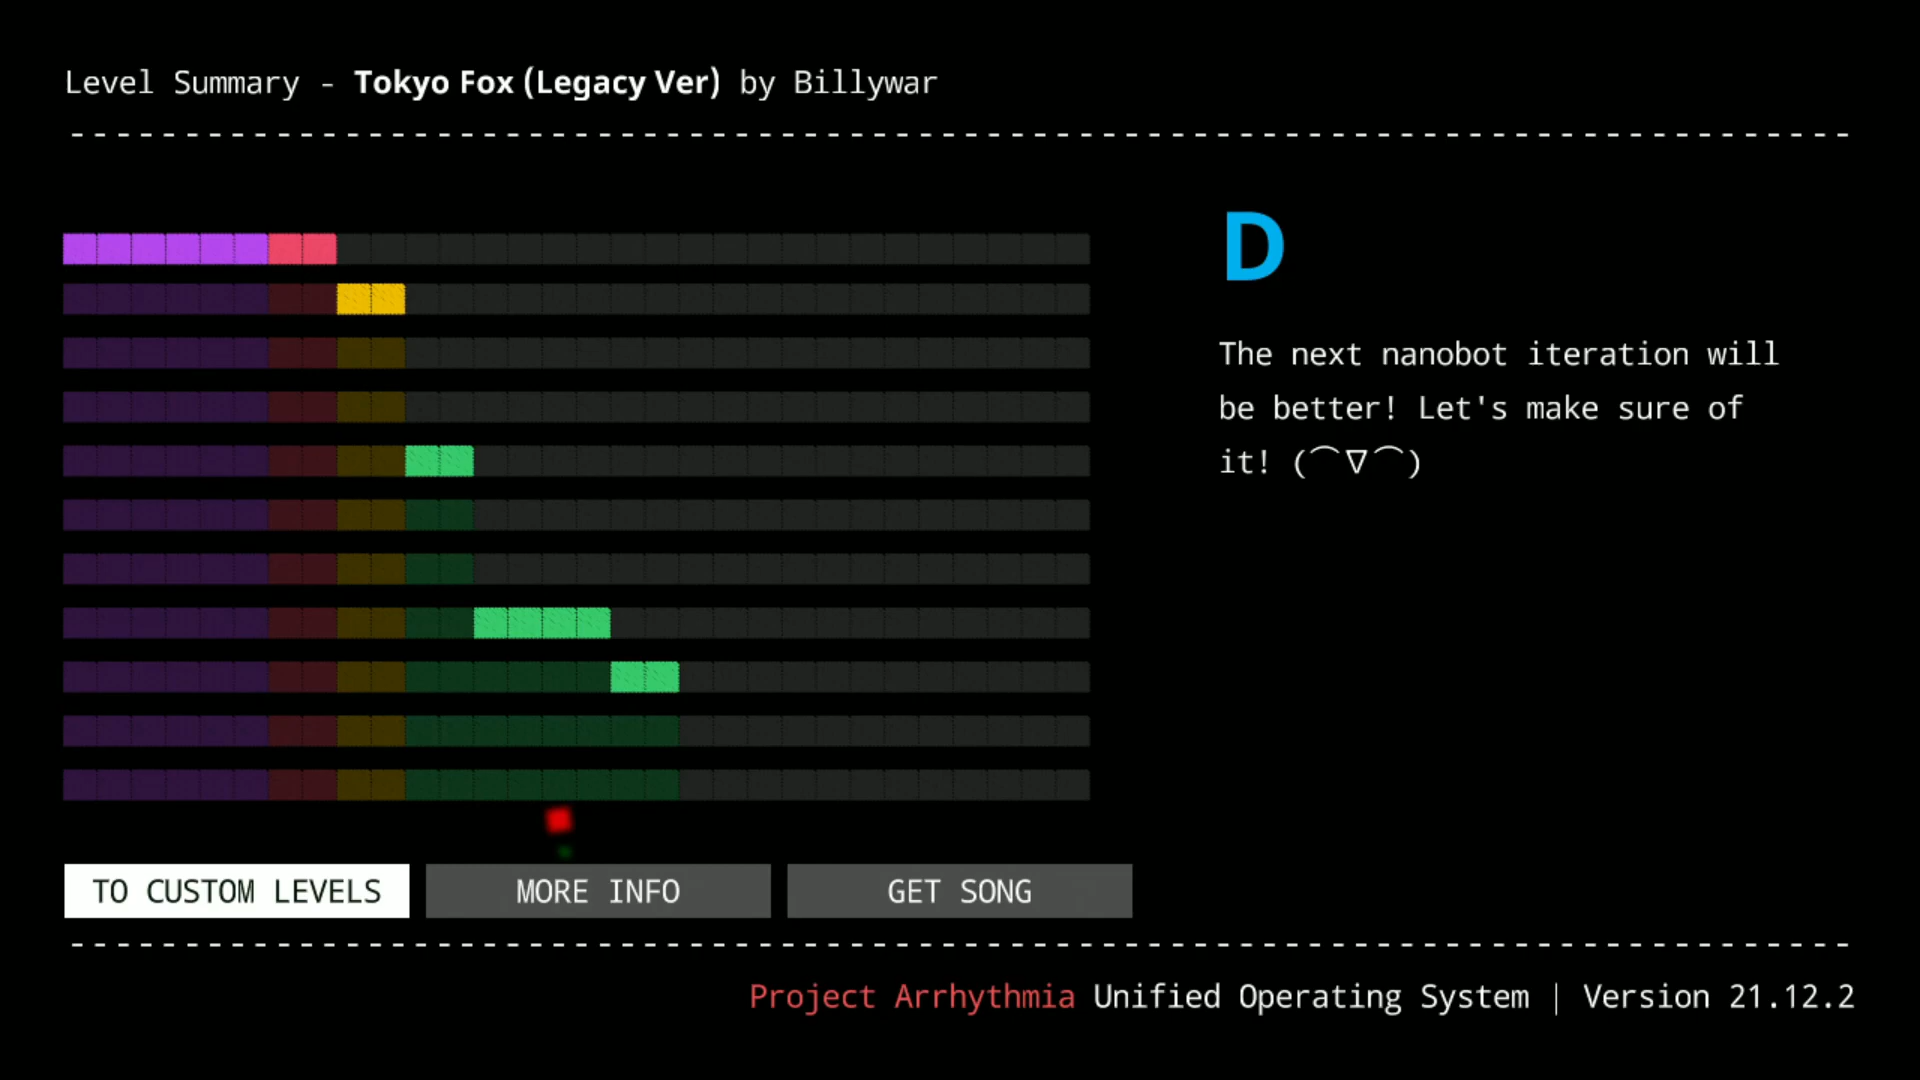 Level Summary - Tokyo Fox (Legacy Ver) by Billywar
D
The next nanobot iteration will
be better! Let's make sure of
it! (⌒∇⌒)
TO CUSTOM LEVELS
MORE INFO
GET SONG
Project Arrhythmia Unified Operating System | Version 21.12.2